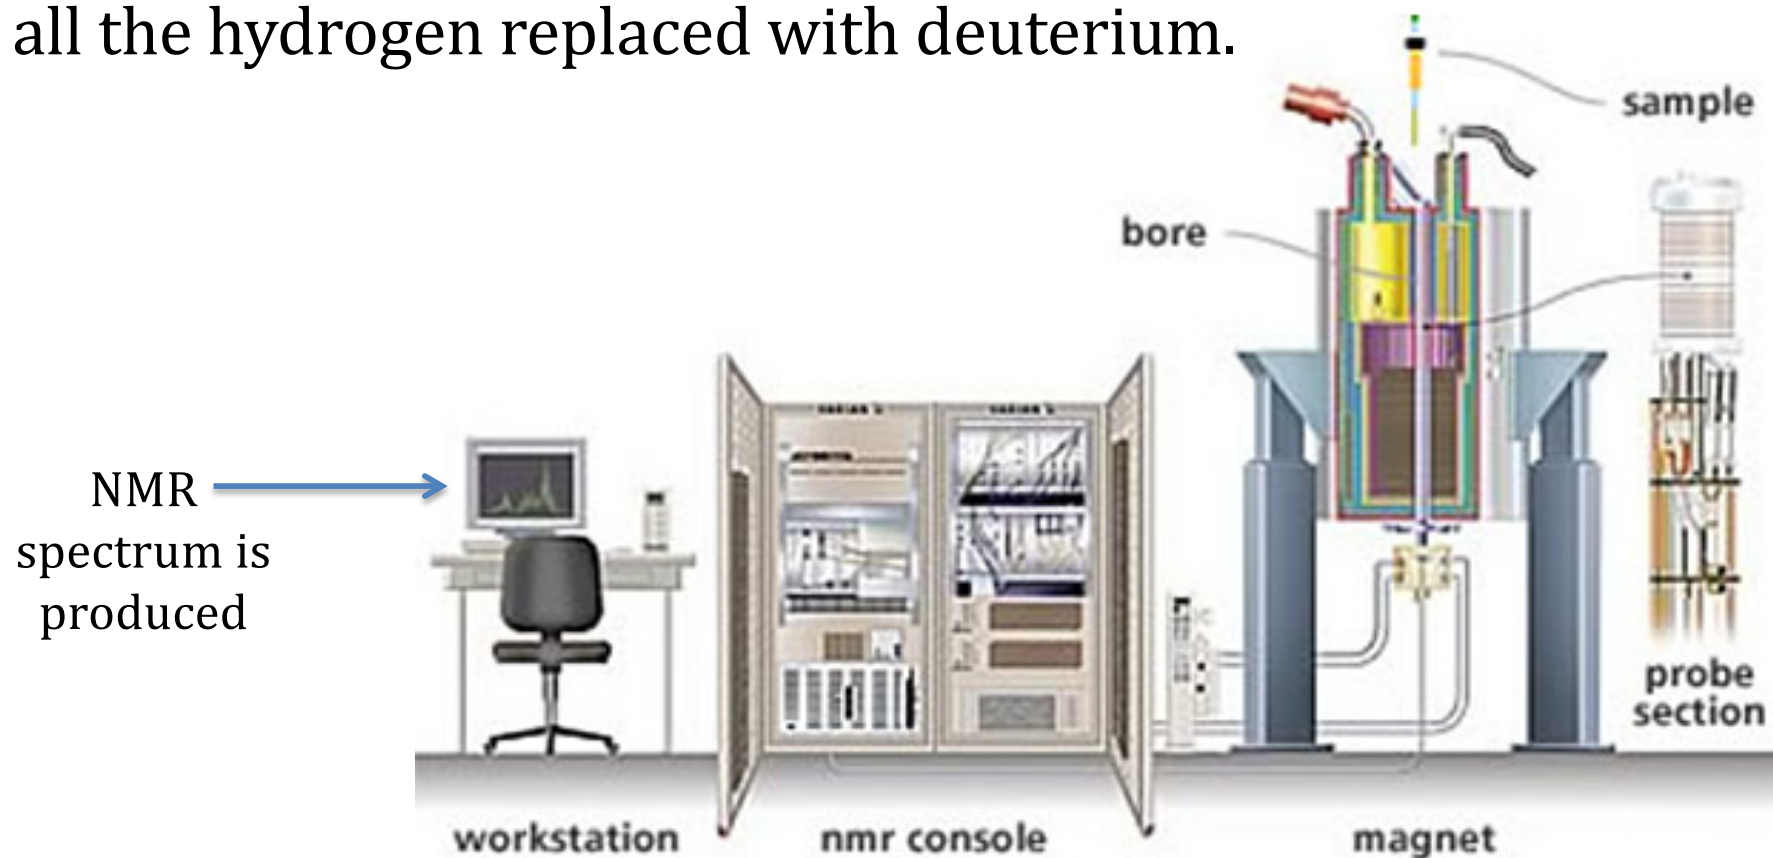 all the hydrogen replaced with deuterium.
sample
bore
NMR
spectrum is
produced
probe
section
workstation
nmr console
magnet